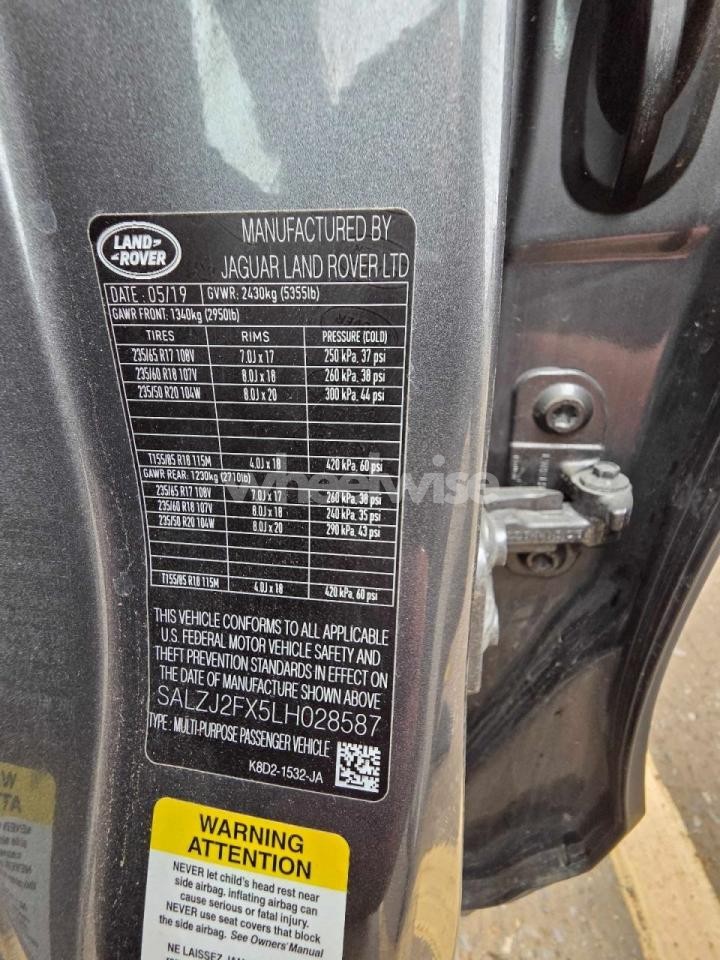 LAND-
-ROVER
MANUFACTURED BY
JAGUAR LAND ROVER LTD
DATE : 05/19 GVWR: 2430kg (5355lb)
GAWR FRONT: 1340kg (2950lb)
TIRES RIMS PRESSURE (COLD)
235/65 R17 108V 7.0J x 17 250 kPa, 37 psi
235/60 R18 107V 8.0J x 18 260 kPa, 38 psi
235/50 R20 104W 8.0J x 20 300 kPa, 44 psi
T155/85 R18 115M 4.0J x 18 420 kPa, 60 psi
GAWR REAR: 1230kg (2710lb)
235/65 R17 108V 7.0J x 17 260 kPa, 38 psi
235/60 R18 107V 8.0J x 18 240 kPa, 35 psi
235/50 R20 104W 8.0J x 20 290 kPa, 43 psi
T155/85 R18 115M 4.0J x 18 420 kPa, 60 psi
wheelwise
THIS VEHICLE CONFORMS TO ALL APPLICABLE
U.S. FEDERAL MOTOR VEHICLE SAFETY AND
THEFT PREVENTION STANDARDS IN EFFECT ON
THE DATE OF MANUFACTURE SHOWN ABOVE
SALZJ2FX5LH028587
TYPE : MULTI-PURPOSE PASSENGER VEHICLE
K8D2-1532-JA
WARNING
ATTENTION
NEVER let child's head rest near
side airbag. inflating airbag can
cause serious or fatal injury.
NEVER use seat covers that block
the side airbag. See Owners' Manual
NE LAISSEZ JAM